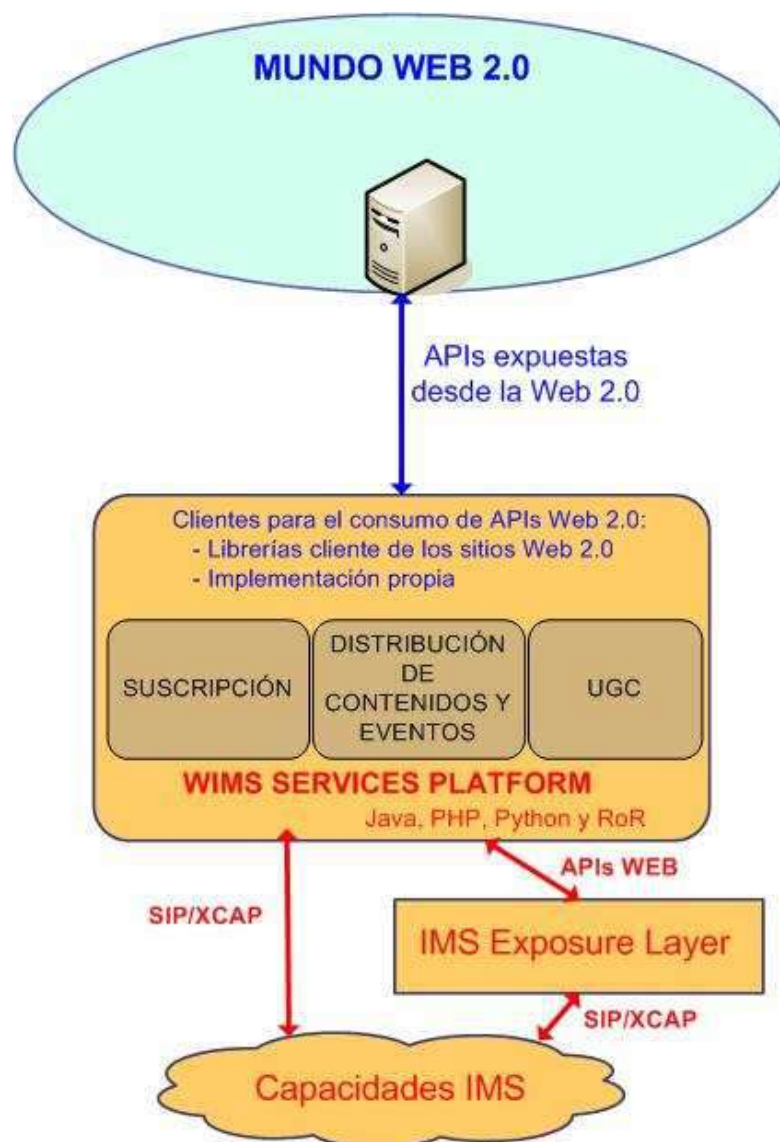 MUNDO WEB 2.0
APIs expuestas
desde la Web 2.0
Clientes para el consumo de APIs Web 2.0:
- Librerías cliente de los sitios Web 2.0
- Implementación propia
SUSCRIPCIÓN
DISTRIBUCIÓN
DE
CONTENIDOS Y
EVENTOS
UGC
WIMS SERVICES PLATFORM
Java, PHP, Python y RoR
APIs WEB
SIP/XCAP
IMS Exposure Layer
SIP/XCAP
Capacidades IMS